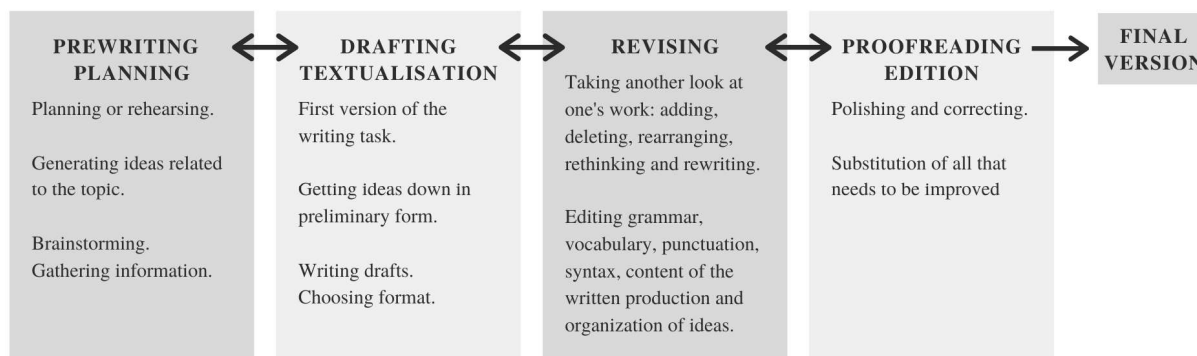 PREWRITING
PLANNING
Planning or rehearsing.
Generating ideas related
to the topic.
Brainstorming.
Gathering information.
DRAFTING
TEXTUALISATION
First version of the
writing task.
Getting ideas down in
preliminary form.
Writing drafts.
Choosing format.
REVISING
Taking another look at
one's work: adding,
deleting, rearranging,
rethinking and rewriting.
Editing grammar,
vocabulary, punctuation,
syntax, content of the
written production and
organization of ideas.
PROOFREADING
EDITION
Polishing and correcting.
Substitution of all that
needs to be improved
FINAL
VERSION